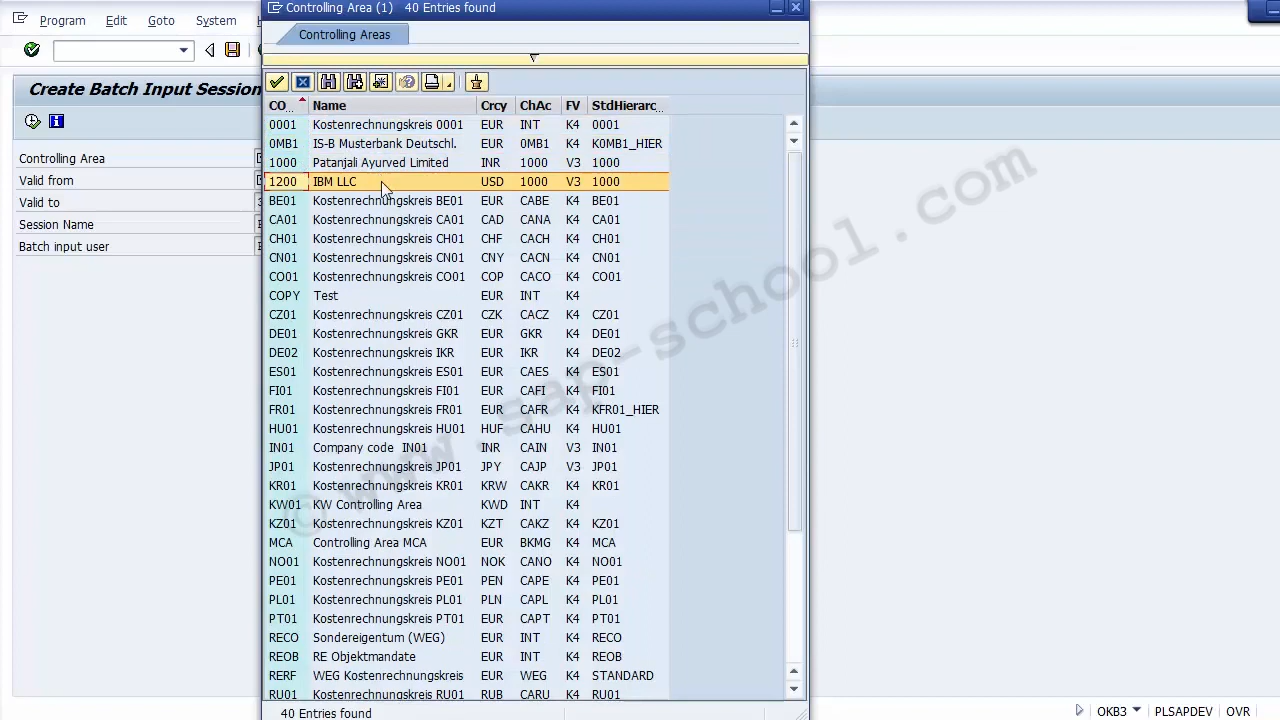 Controlling Area (1) 40 Entries found
Program Edit Goto System
Controlling Areas
Create Batch Input Session
Controlling Area
Valid from
Valid to
Session Name
Batch input user
CO... Name Crcy ChAc FV StdHierarc...
0001 Kostenrechnungskreis 0001 EUR INT K4 0001
0MB1 IS-B Musterbank Deutschl. EUR 0MB1 K4 K0MB1_HIER
1000 Patanjali Ayurved Limited INR 1000 V3 1000
1200 IBM LLC USD 1000 V3 1000
BE01 Kostenrechnungskreis BE01 EUR CABE K4 BE01
CA01 Kostenrechnungskreis CA01 CAD CANA K4 CA01
CH01 Kostenrechnungskreis CH01 CHF CACH K4 CH01
CN01 Kostenrechnungskreis CN01 CNY CACN K4 CN01
CO01 Kostenrechnungskreis CO01 COP CACO K4 CO01
COPY Test EUR INT K4
CZ01 Kostenrechnungskreis CZ01 CZK CACZ K4 CZ01
DE01 Kostenrechnungskreis GKR EUR GKR K4 DE01
DE02 Kostenrechnungskreis IKR EUR IKR K4 DE02
ES01 Kostenrechnungskreis ES01 EUR CAES K4 ES01
FI01 Kostenrechnungskreis FI01 EUR CAFI K4 FI01
FR01 Kostenrechnungskreis FR01 EUR CAFR K4 KFR01_HIER
HU01 Kostenrechnungskreis HU01 HUF CAHU K4 HU01
IN01 Company code IN01 INR CAIN V3 IN01
JP01 Kostenrechnungskreis JP01 JPY CAJP V3 JP01
KR01 Kostenrechnungskreis KR01 KRW CAKR K4 KR01
KW01 KW Controlling Area KWD INT K4
KZ01 Kostenrechnungskreis KZ01 KZT CAKZ K4 KZ01
MCA Controlling Area MCA EUR BKMG K4 MCA
NO01 Kostenrechnungskreis NO01 NOK CANO K4 NO01
PE01 Kostenrechnungskreis PE01 PEN CAPE K4 PE01
PL01 Kostenrechnungskreis PL01 PLN CAPL K4 PL01
PT01 Kostenrechnungskreis PT01 EUR CAPT K4 PT01
RECO Sondereigentum (WEG) EUR INT K4 RECO
REOB RE Objektmandate EUR INT K4 REOB
RERF WEG Kostenrechnungskreis EUR WEG K4 STANDARD
RU01 Kostenrechnungskreis RU01 RUB CARU K4 RU01
40 Entries found
OKB3 PLSAPDEV OVR
© www.sap-school.com